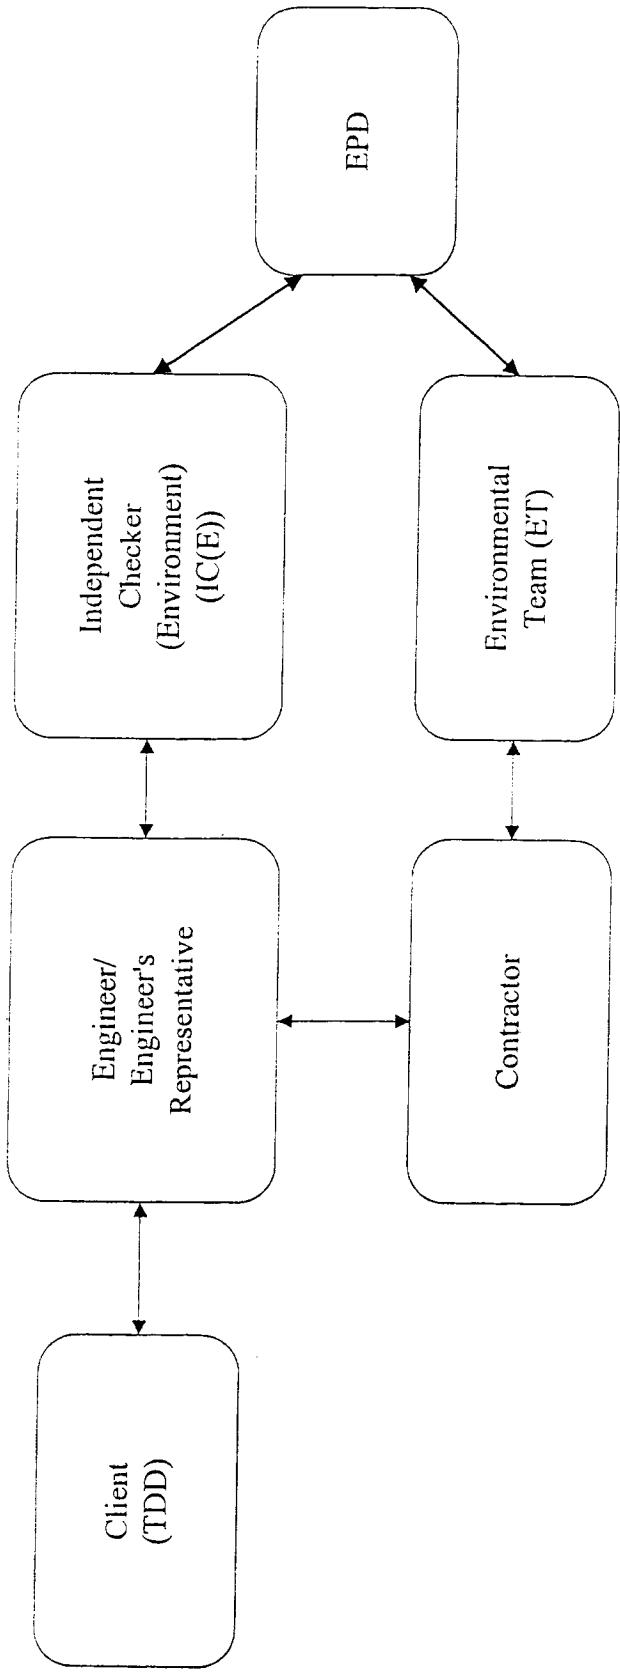 Client
(TDD)
Engineer/
Engineer's
Representative
Independent
Checker
(Environment)
(IC(E))
Contractor
Environmental
Team (ET)
EPD